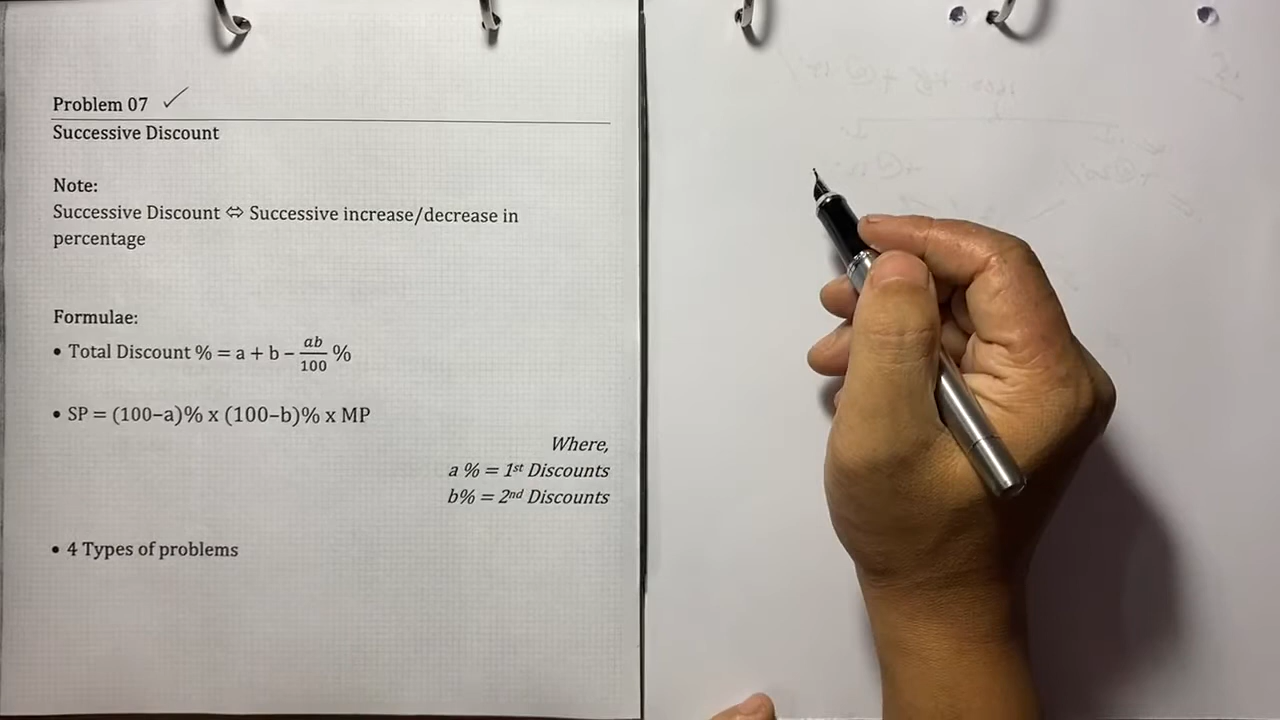 Problem 07 ✓
Successive Discount
Note:
Successive Discount ⇔ Successive increase/decrease in
percentage
Formulae:
• Total Discount % = a + b – ab/100 %
• SP = (100–a)% x (100–b)% x MP
Where,
a % = 1st Discounts
b% = 2nd Discounts
• 4 Types of problems